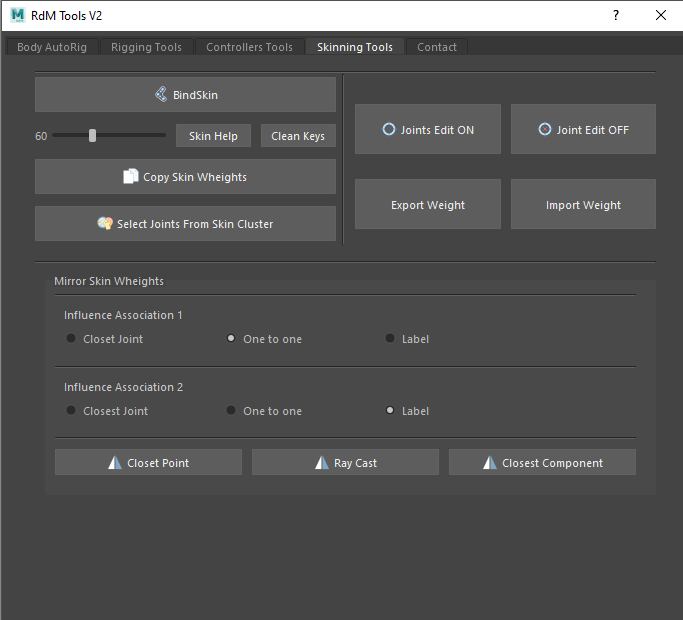 RdM Tools V2
?
Body AutoRig
Rigging Tools
Controllers Tools
Skinning Tools
Contact
BindSkin
60
Skin Help
Clean Keys
Copy Skin Wheights
Select Joints From Skin Cluster
Joints Edit ON
Joint Edit OFF
Export Weight
Import Weight
Mirror Skin Wheights
Influence Association 1
Closet Joint
One to one
Label
Influence Association 2
Closest Joint
One to one
Label
Closet Point
Ray Cast
Closest Component